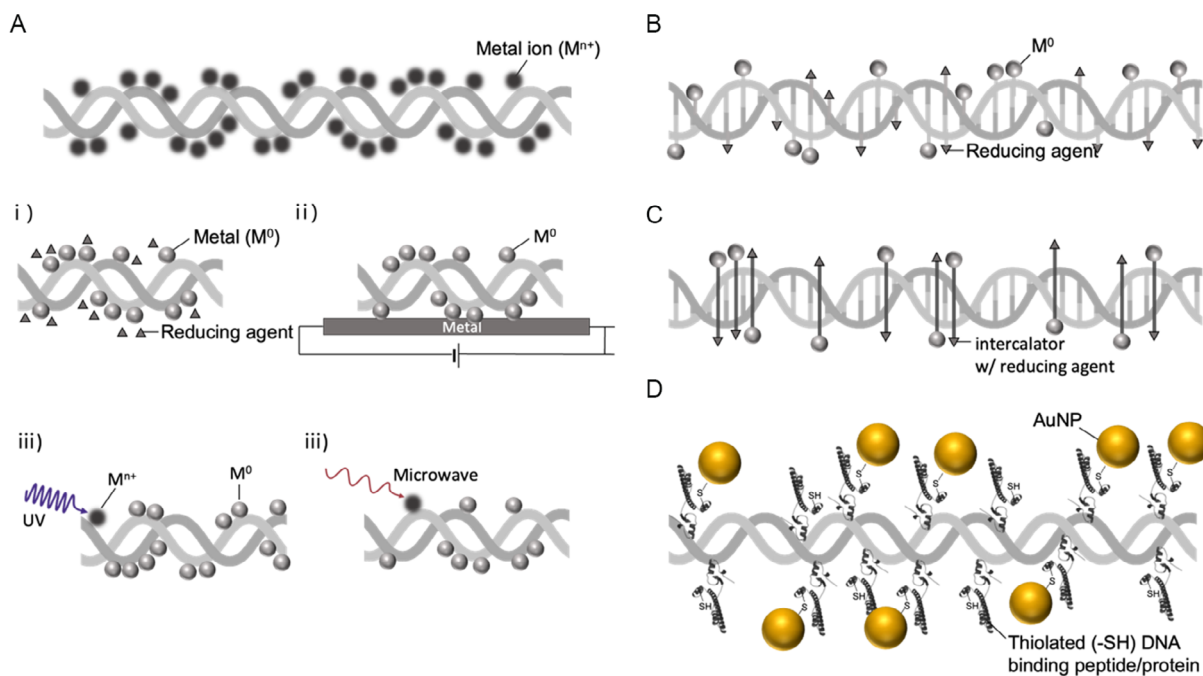 A
Metal ion (Mⁿ⁺)
i )
Metal (M⁰)
Reducing agent
ii )
M⁰
Metal
iii)
Mⁿ⁺
M⁰
UV
iii)
Microwave
B
M⁰
Reducing agent
C
intercalator
w/ reducing agent
D
AuNP
S
S
S
S
S
SH
SH
SH
SH
SH
S
S
S
Thiolated (-SH) DNA
binding peptide/protein